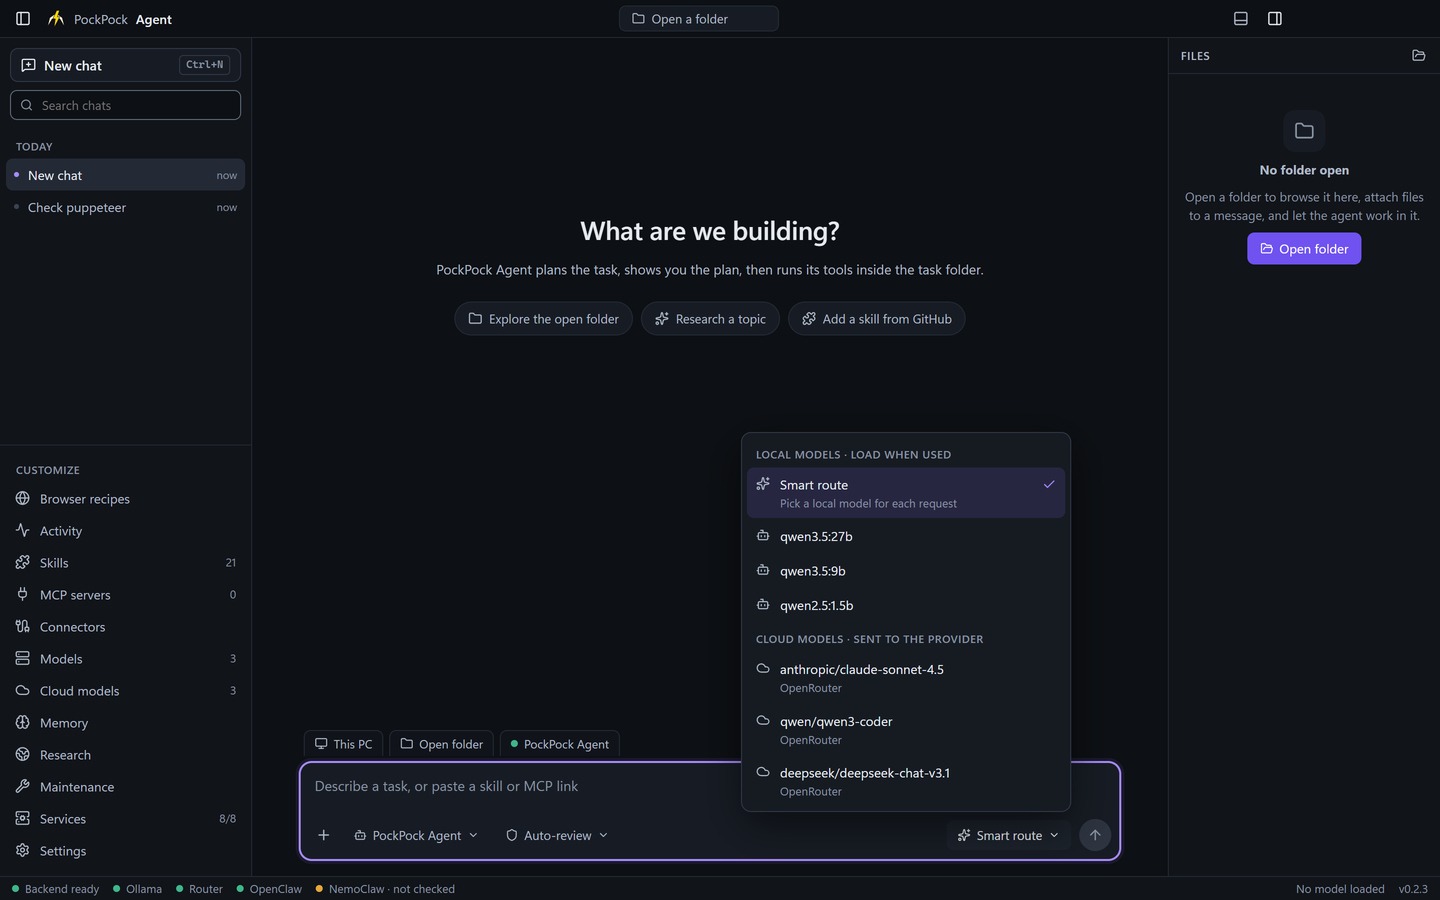 PockPock Agent
Open a folder
New chat Ctrl+N
Search chats
TODAY
New chat now
Check puppeteer now
CUSTOMIZE
Browser recipes
Activity
Skills 21
MCP servers 0
Connectors
Models 3
Cloud models 3
Memory
Research
Maintenance
Services 8/8
Settings
What are we building?
PockPock Agent plans the task, shows you the plan, then runs its tools inside the task folder.
Explore the open folder
Research a topic
Add a skill from GitHub
LOCAL MODELS · LOAD WHEN USED
Smart route
Pick a local model for each request
qwen3.5:27b
qwen3.5:9b
qwen2.5:1.5b
CLOUD MODELS · SENT TO THE PROVIDER
anthropic/claude-sonnet-4.5
OpenRouter
qwen/qwen3-coder
OpenRouter
deepseek/deepseek-chat-v3.1
OpenRouter
This PC
Open folder
PockPock Agent
Describe a task, or paste a skill or MCP link
PockPock Agent
Auto-review
Smart route
FILES
No folder open
Open a folder to browse it here, attach files
to a message, and let the agent work in it.
Open folder
Backend ready
Ollama
Router
OpenClaw
NemoClaw · not checked
No model loaded
v0.2.3